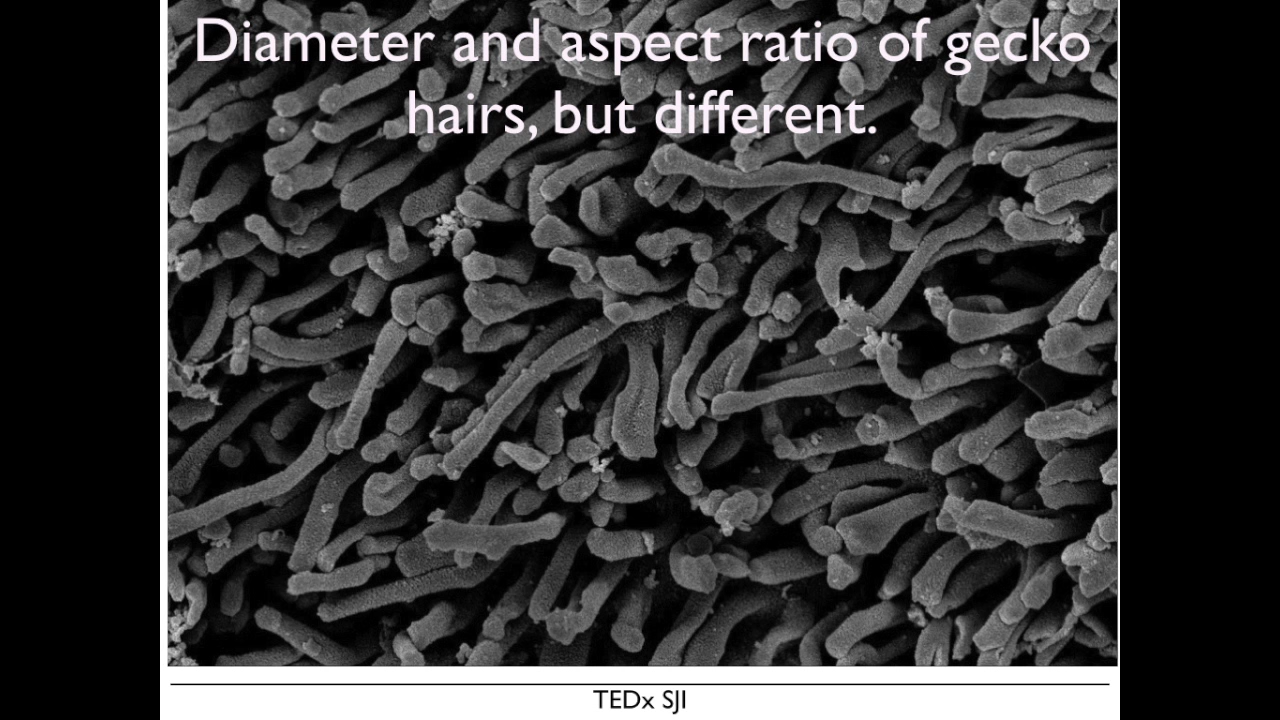 Diameter and aspect ratio of gecko
hairs, but different.
TEDx SJI